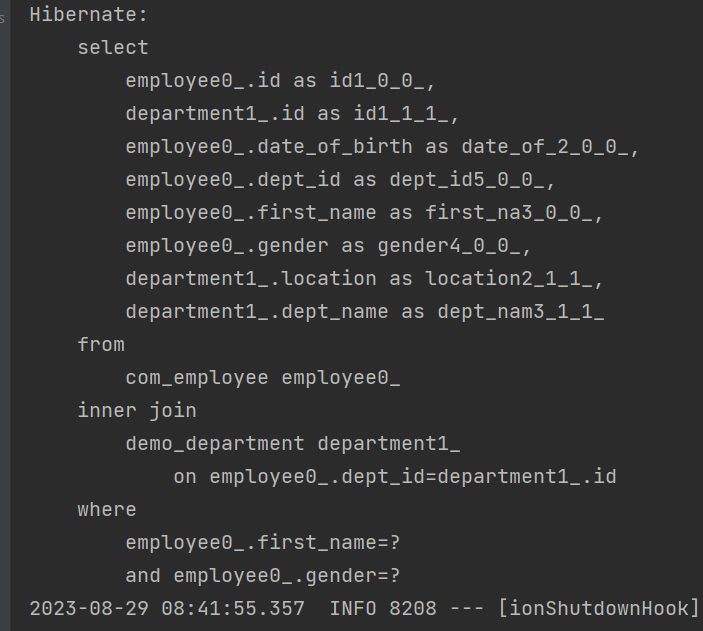 Hibernate:
    select
        employee0_.id as id1_0_0_,
        department1_.id as id1_1_1_,
        employee0_.date_of_birth as date_of_2_0_0_,
        employee0_.dept_id as dept_id5_0_0_,
        employee0_.first_name as first_na3_0_0_,
        employee0_.gender as gender4_0_0_,
        department1_.location as location2_1_1_,
        department1_.dept_name as dept_nam3_1_1_
    from
        com_employee employee0_
    inner join
        demo_department department1_
            on employee0_.dept_id=department1_.id
    where
        employee0_.first_name=?
        and employee0_.gender=?
2023-08-29 08:41:55.357  INFO 8208 --- [ionShutdownHook]